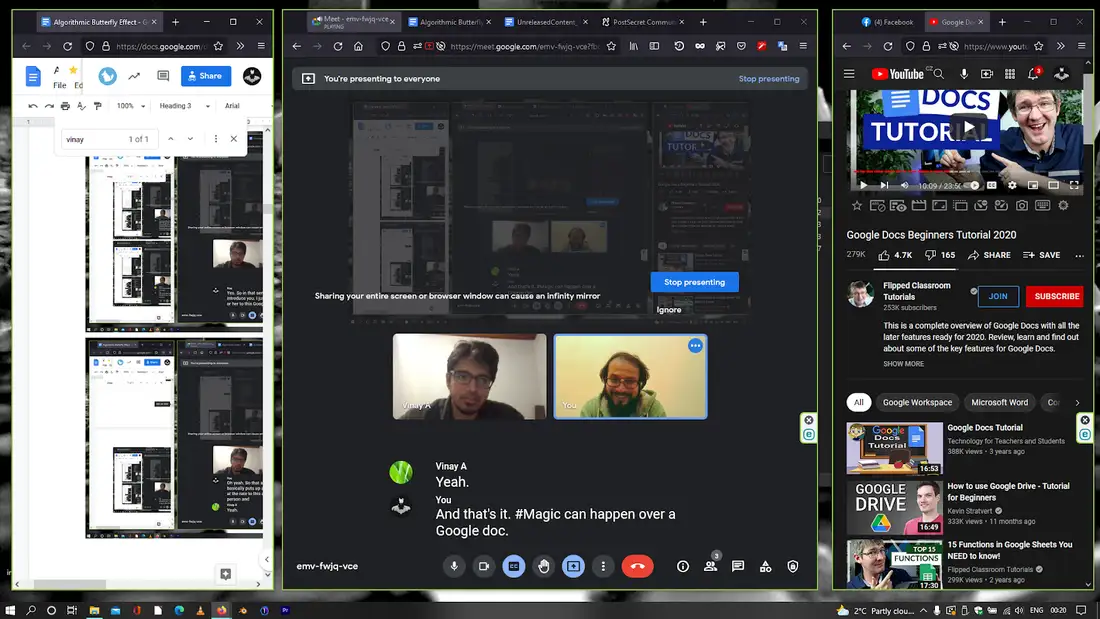 Algorithmic Butterfly Effect - G
https://docs.google.com/
Share
File
Ed
100%
Heading 3
Arial
1
vinay
1 of 1
Meet - emv-fwjq-vce
PLAYING
Algorithmic Butterfly
UnreleasedContent_
PostSecret Commun
https://meet.google.com/emv-fwjq-vce?
You're presenting to everyone
Stop presenting
Sharing your entire screen or browser window can cause an infinity mirror
Stop presenting
Ignore
Vinay A
You
Vinay A
Yeah.
You
And that's it. #Magic can happen over a
Google doc.
emv-fwjq-vce
3
(4) Facebook
Google Do
https://www.yout
YouTube CZ
3
DOCS
TUTORIAL
10:09 / 23:50
Google Docs Beginners Tutorial 2020
279K
4.7K
165
SHARE
SAVE
Flipped Classroom
Tutorials
253K subscribers
JOIN
SUBSCRIBE
This is a complete overview of Google Docs with all the
later features ready for 2020. Review, learn and find out
about some of the key features for Google Docs.
SHOW MORE
All
Google Workspace
Microsoft Word
Co
Google
Docs
Tutorial
16:53
Google Docs Tutorial
Technology for Teachers and Students
388K views • 3 years ago
GOOGLE
DRIVE
16:49
How to use Google Drive - Tutorial
for Beginners
Kevin Stratvert
333K views • 11 months ago
TOP 15
FUNCTIONS
17:30
15 Functions in Google Sheets You
NEED to know!
Flipped Classroom Tutorials
299K views • 2 years ago
2°C Partly clou...
ENG
00:20